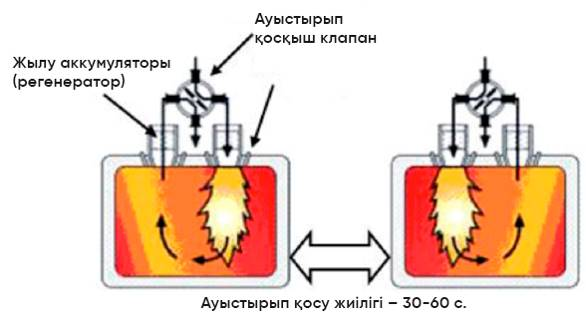 Ауыстырып
қосқыш клапан
Жылу аккумуляторы
(регенератор)
Ауыстырып қосу жиілігі – 30-60 с.